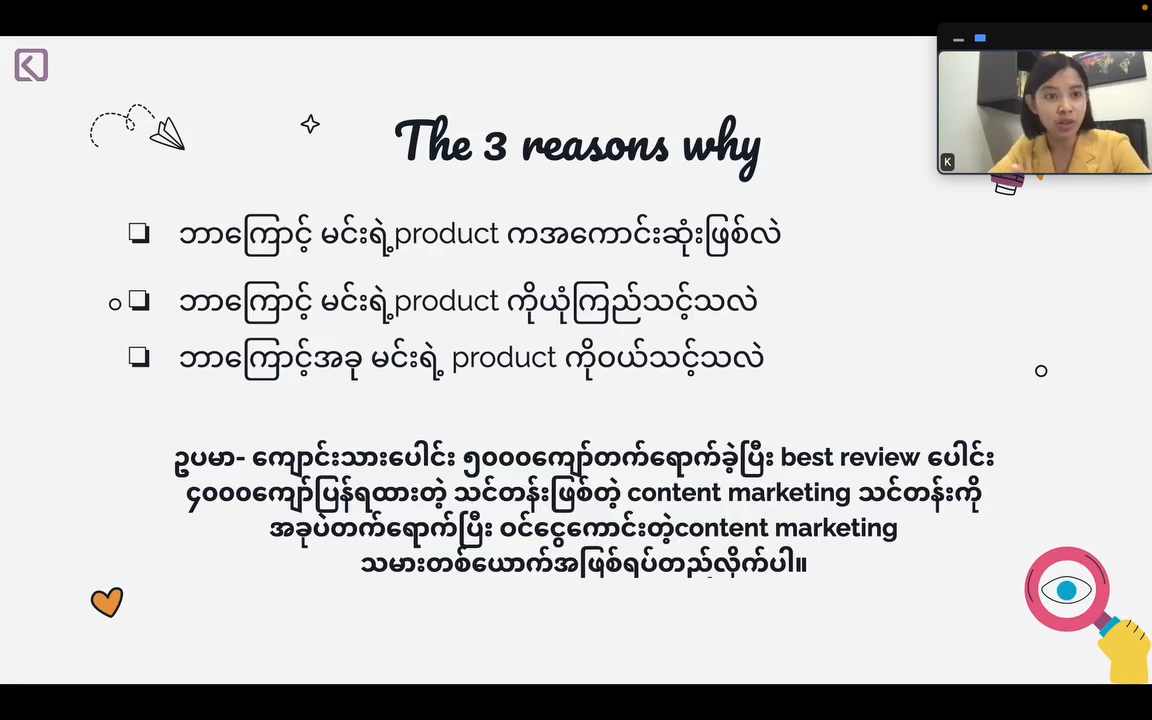 The 3 reasons why
ဘာကြောင့် မင်းရဲ့product ကအကောင်းဆုံးဖြစ်လဲ
ဘာကြောင့် မင်းရဲ့product ကိုယုံကြည်သင့်သလဲ
ဘာကြောင့်အခု မင်းရဲ့ product ကိုဝယ်သင့်သလဲ
ဥပမာ- ကျောင်းသားပေါင်း ၅၀၀၀ကျော်တက်ရောက်ခဲ့ပြီး best review ပေါင်း
၄၀၀၀ကျော်ပြန်ရထားတဲ့ သင်တန်းဖြစ်တဲ့ content marketing သင်တန်းကို
အခုပဲတက်ရောက်ပြီး ဝင်ငွေကောင်းတဲ့content marketing
သမားတစ်ယောက်အဖြစ်ရပ်တည်လိုက်ပါ။
K